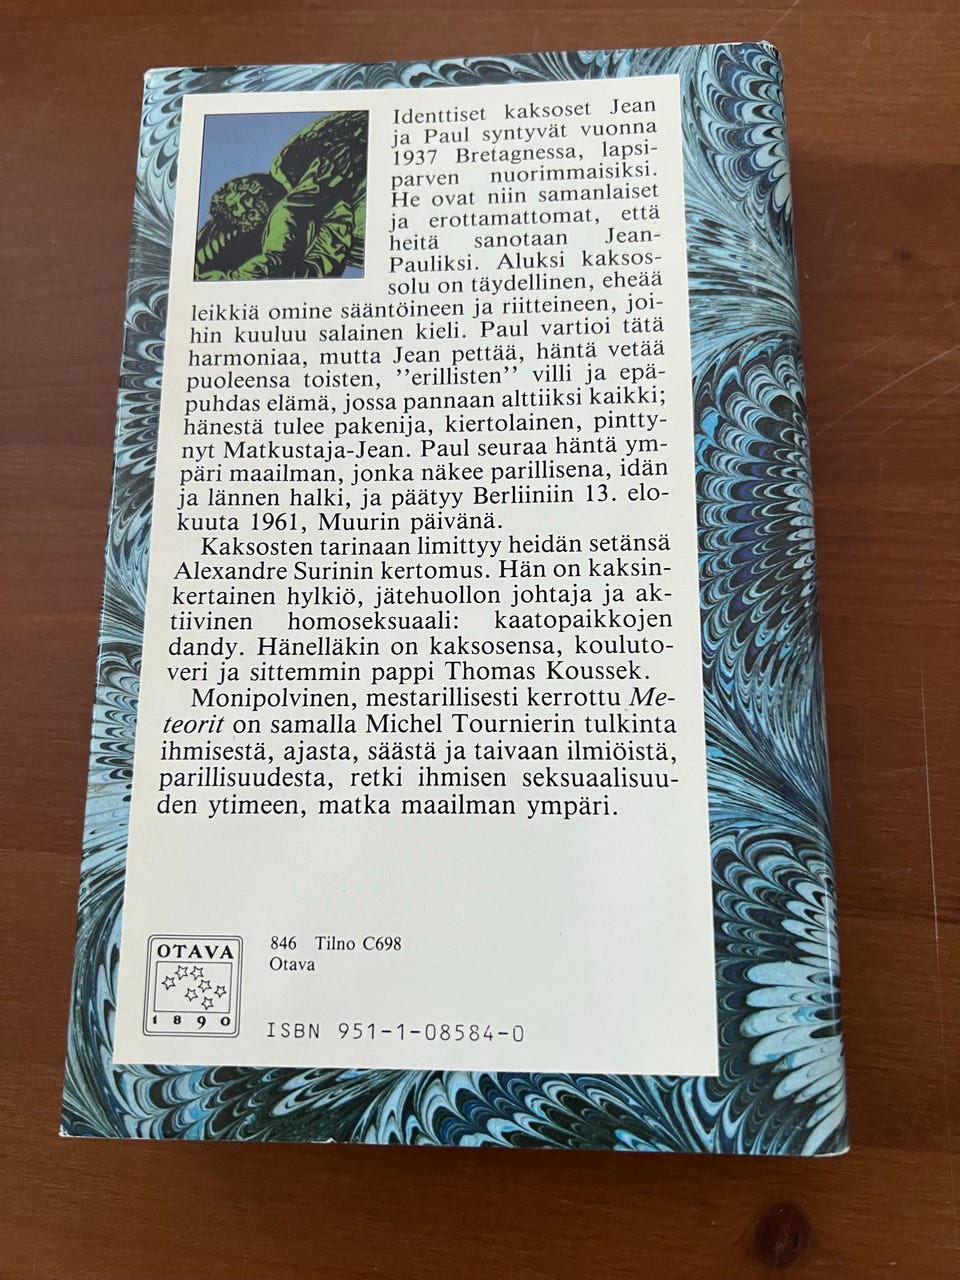 Identtiset kaksoset Jean
ja Paul syntyvät vuonna
1937 Bretagnessa, lapsi-
parven nuorimmaisiksi.
He ovat niin samanlaiset
ja erottamattomat, että
heitä sanotaan Jean-
Pauliksi. Aluksi kaksos-
solu on täydellinen, eheää
leikkiä omine sääntöineen ja riitteineen, joi-
hin kuuluu salainen kieli. Paul vartioi tätä
harmoniaa, mutta Jean pettää, häntä vetää
puoleensa toisten, ”erillisten” villi ja epä-
puhdas elämä, jossa pannaan alttiiksi kaikki;
hänestä tulee pakenija, kiertolainen, pintty-
nyt Matkustaja-Jean. Paul seuraa häntä ym-
päri maailman, jonka näkee parillisena, idän
ja lännen halki, ja päätyy Berliiniin 13. elo-
kuuta 1961, Muurin päivänä.
Kaksosten tarinaan limittyy heidän setänsä
Alexandre Surinin kertomus. Hän on kaksin-
kertainen hylkiö, jätehuollon johtaja ja ak-
tiivinen homoseksuaali: kaatopaikkojen
dandy. Hänelläkin on kaksosensa, kouluto-
veri ja sittemmin pappi Thomas Koussek.
Monipolvinen, mestarillisesti kerrottu Me-
teorit on samalla Michel Tournierin tulkinta
ihmisestä, ajasta, säästä ja taivaan ilmiöistä,
parillisuudesta, retki ihmisen seksuaalisuu-
den ytimeen, matka maailman ympäri.
OTAVA
1890
846 Tilno C698
Otava
ISBN 951-1-08584-0